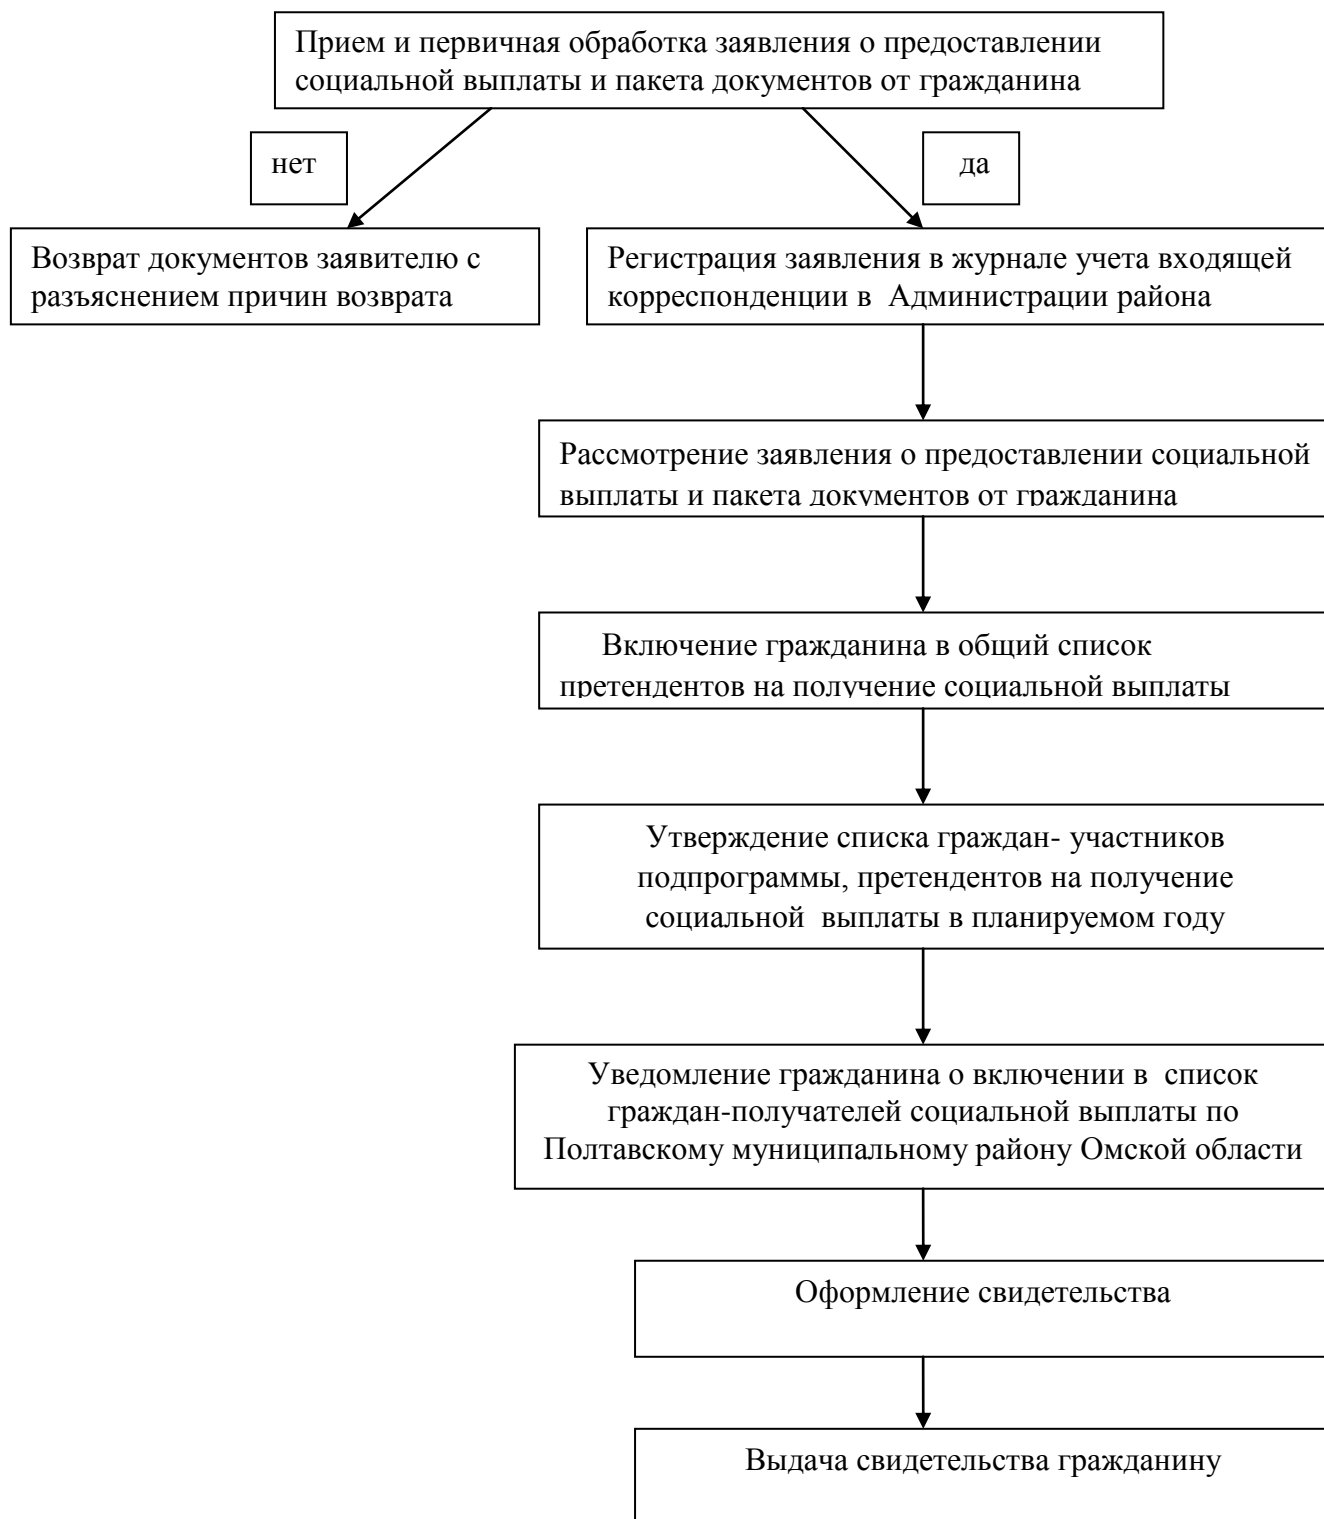 Прием и первичная обработка заявления о предоставлении
социальной выплаты и пакета документов от гражданина
нет
да
Возврат документов заявителю с
разъяснением причин возврата
Регистрация заявления в журнале учета входящей
корреспонденции в  Администрации района
Рассмотрение заявления о предоставлении социальной
выплаты и пакета документов от гражданина
Включение гражданина в общий список
претендентов на получение социальной выплаты
Утверждение списка граждан- участников
подпрограммы, претендентов на получение
социальной  выплаты в планируемом году
Уведомление гражданина о включении в  список
граждан-получателей социальной выплаты по
Полтавскому муниципальному району Омской области
Оформление свидетельства
Выдача свидетельства гражданину